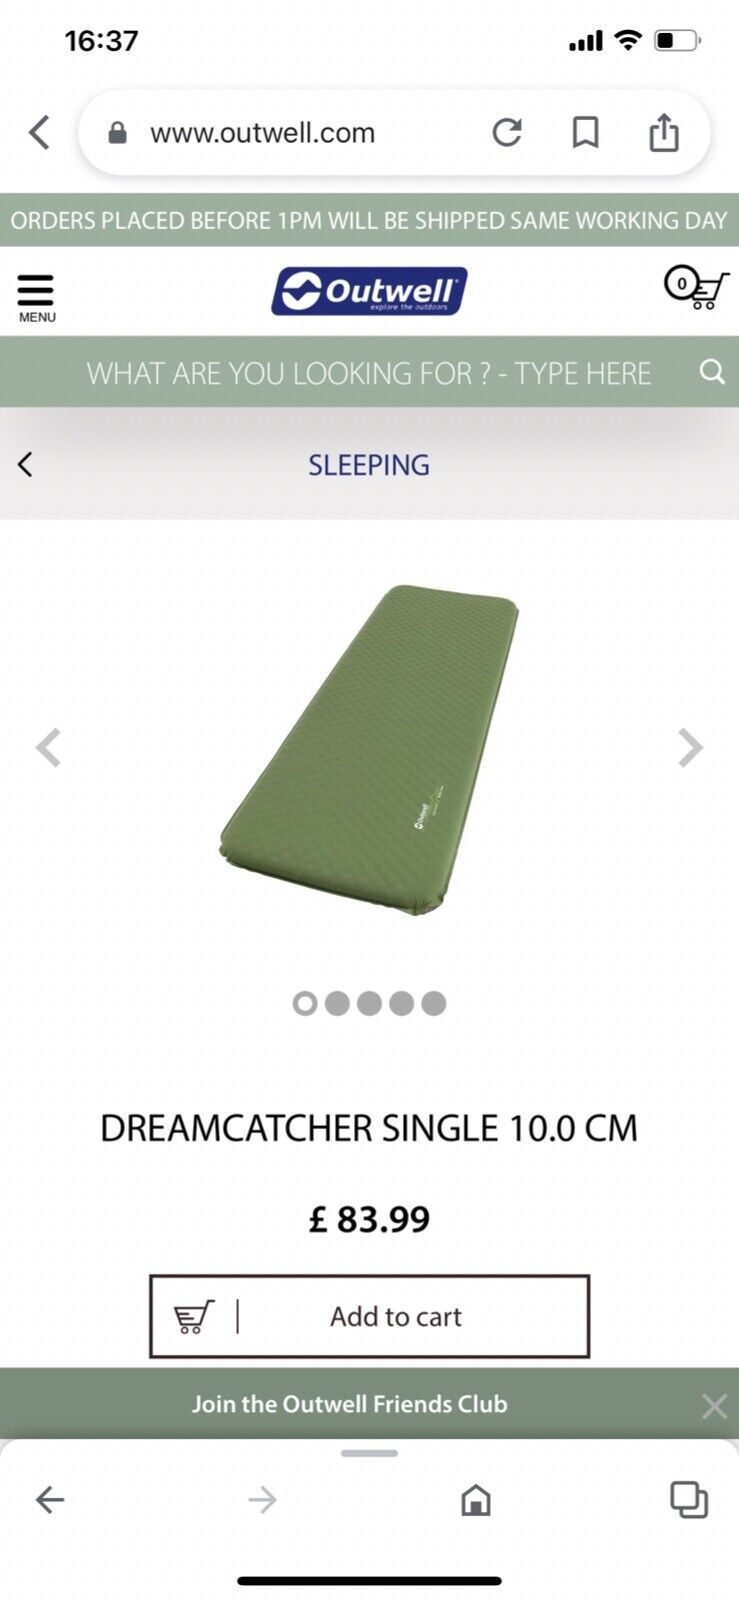 16:37
www.outwell.com
ORDERS PLACED BEFORE 1PM WILL BE SHIPPED SAME WORKING DAY
MENU
Outwell
explore the outdoors
0
WHAT ARE YOU LOOKING FOR ? - TYPE HERE
SLEEPING
Outwell
DREAMCATCHER SINGLE 10.0 CM
£ 83.99
Add to cart
Join the Outwell Friends Club